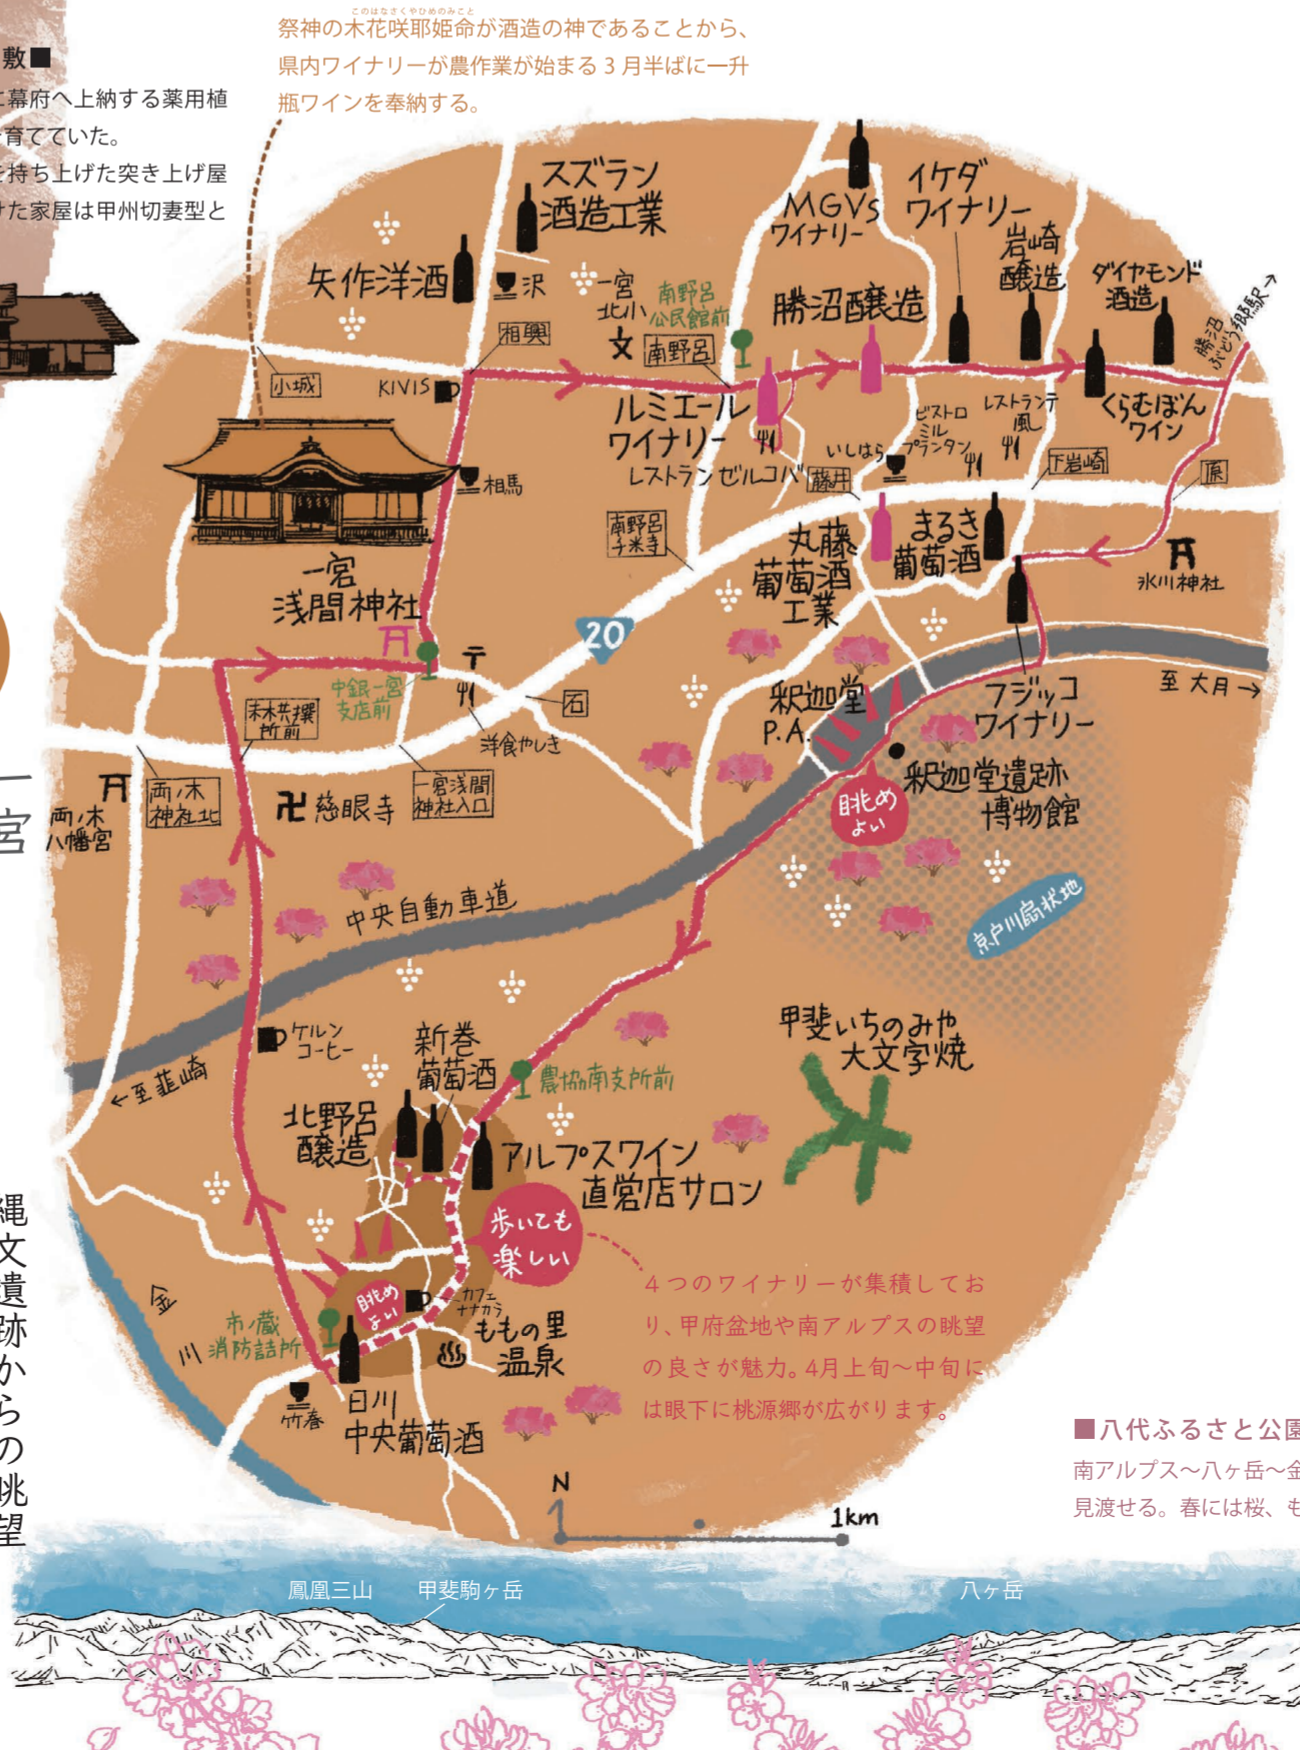 このはなさくやひめのみこと
祭神の木花咲耶姫命が酒造の神であることから、
県内ワイナリーが農作業が始まる３月半ばに一升
瓶ワインを奉納する。
敷■
幕府へ上納する薬用植
育てていた。
を持ち上げた突き上げ屋
けた家屋は甲州切妻型と
スズラン
酒造工業
MGVs
ワイナリー
イケダ
ワイナリー
岩崎
醸造
ダイヤモンド
酒造
勝沼
ぶどう郷駅→
矢作洋酒
沢
一宮
北小
文
南野呂
公民館前
勝沼醸造
相興
南野呂
小城
KIVIS
ルミエール
ワイナリー
レストランゼルコバ
ビストロ
ミル
プランタン
レストランテ
風
くらむぼん
ワイン
いしはら
藤井
下岩崎
原
相馬
南野呂
千米寺
丸藤
葡萄酒
工業
まるき
葡萄酒
氷川神社
一宮
浅間神社
20
〒
中銀一宮
支店前
石
釈迦堂
P.A.
フジッコ
ワイナリー
至 大月→
洋食やしき
両ノ木
八幡宮
両ノ木
神社北
卍慈眼寺
一宮浅間
神社入口
眺め
よい
釈迦堂遺跡
博物館
一宮
中央自動車道
京戸川扇状地
ケルン
コーヒー
←至韮崎
新巻
葡萄酒
農協南支所前
甲斐いちのみや
大文字焼
北野呂
醸造
アルプスワイン
直営店サロン
歩いても
楽しい
縄文遺跡からの眺望
金川
市ノ蔵
消防詰所
眺め
よい
カフェ
ナナカラ
ももの里
温泉
４つのワイナリーが集積してお
り、甲府盆地や南アルプスの眺望
の良さが魅力。4月上旬〜中旬に
は眼下に桃源郷が広がります。
竹春
日川
中央葡萄酒
■八代ふるさと公園
南アルプス〜八ヶ岳〜金
見渡せる。春には桜、も
N
1km
鳳凰三山
甲斐駒ヶ岳
八ヶ岳